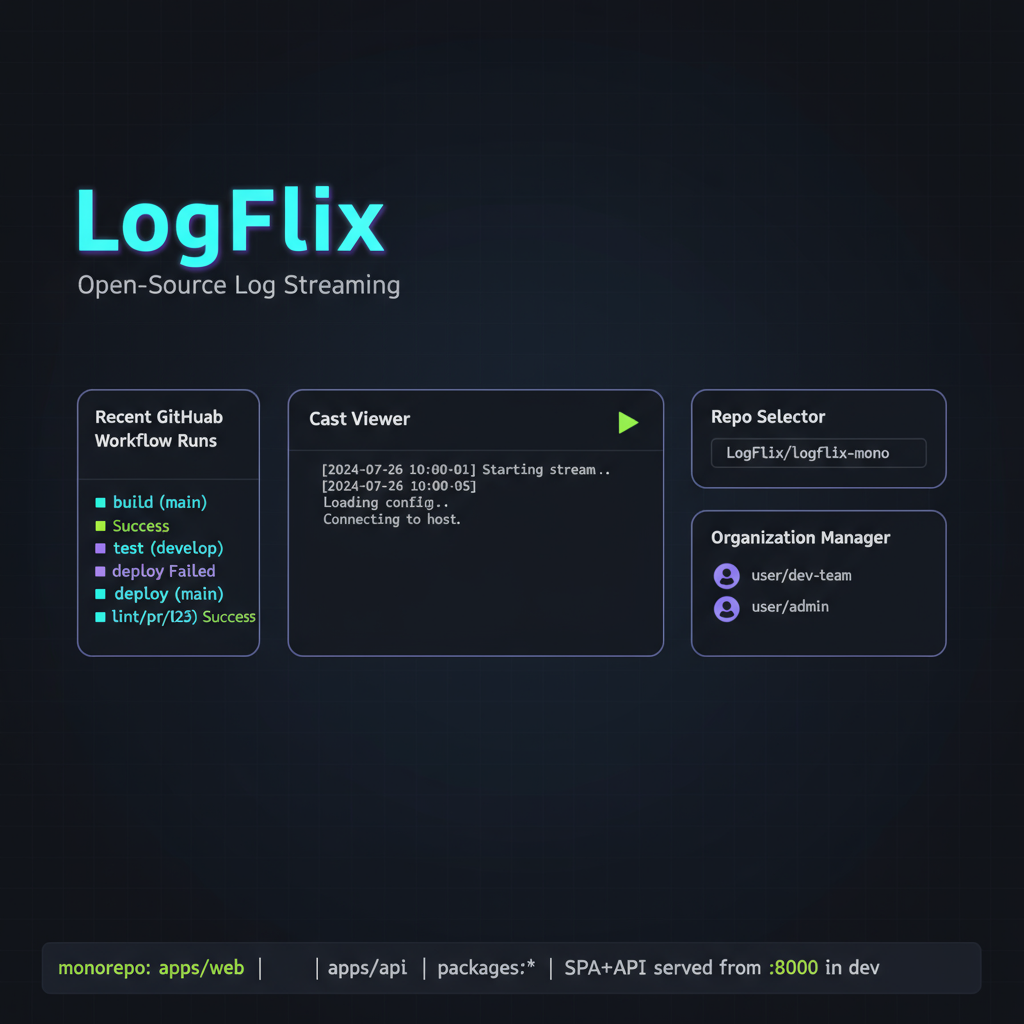 LogFlix
Open-Source Log Streaming
Recent GitHuab
Workflow Runs
build (main)
Success
test (develop)
deploy Failed
deploy (main)
lint/pr/123) Success
Cast Viewer
[2024-07-26 10:00-01] Starting stream..
[2024-07-26 10:00-05]
Loading config..
Connecting to host.
Repo Selector
LogFlix/logflix-mono
Organization Manager
user/dev-team
user/admin
monorepo: apps/web | | apps/api | packages:* | SPA+API served from :8000 in dev